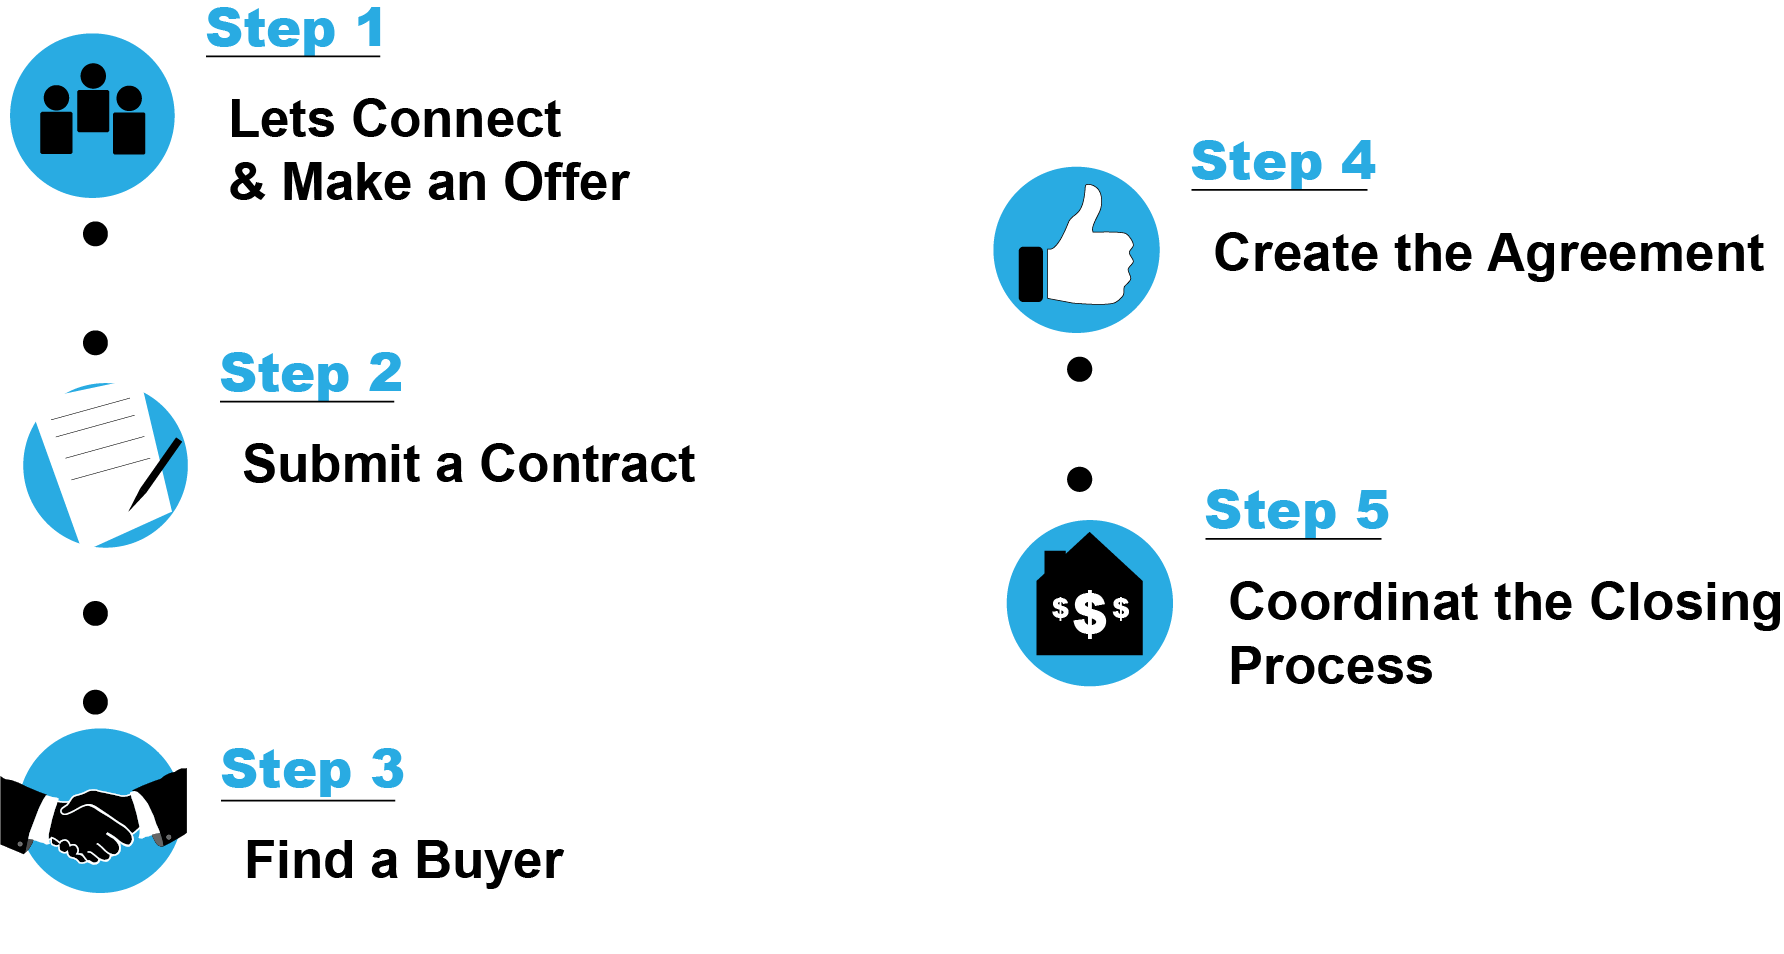 Step 1
Lets Connect
& Make an Offer
Step 2
Submit a Contract
Step 3
Find a Buyer
Step 4
Create the Agreement
Step 5
$ $ $
Coordinat the Closing
Process